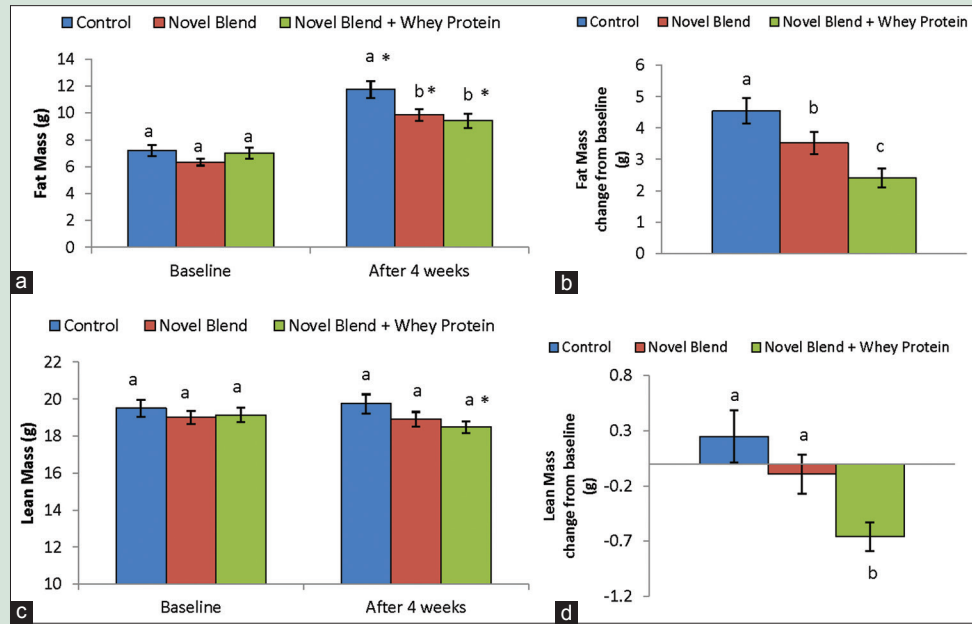 Control Novel Blend Novel Blend + Whey Protein
Fat Mass (g)
14
12
10
8
6
4
2
0
a a a
a * b * b *
Baseline After 4 weeks
a
Control Novel Blend Novel Blend + Whey Protein
Fat Mass
change from baseline
(g)
6
5
4
3
2
1
0
a
b
c
b
Control Novel Blend Novel Blend + Whey Protein
Lean Mass (g)
22
20
18
16
14
12
10
a a a
a a a *
Baseline After 4 weeks
c
Control Novel Blend Novel Blend + Whey Protein
Lean Mass
change from baseline
(g)
0.8
0.3
-0.2
-0.7
-1.2
a
a
b
d